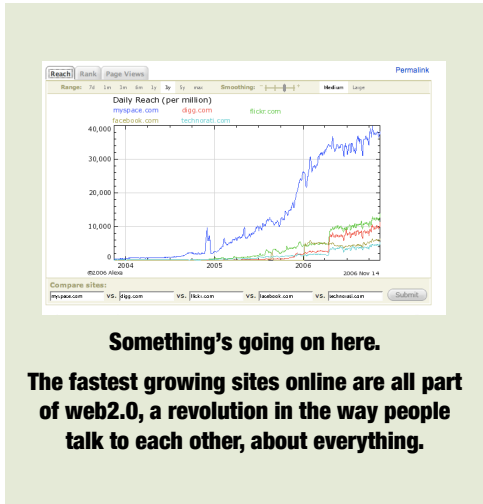 Permalink
Reach Rank Page Views
Range: 7d 1m 3m 6m 1y 3y 5y max Smoothing: - + Medium Large
Daily Reach (per million)
myspace.com digg.com flickr.com
facebook.com technorati.com
40,000
30,000
20,000
10,000
0
2004 2005 2006
©2006 Alexa 2006 Nov 14
Compare sites:
myspace.com vs. digg.com vs. flickr.com vs. facebook.com vs. technorati.com Submit
Something's going on here.
The fastest growing sites online are all part
of web2.0, a revolution in the way people
talk to each other, about everything.